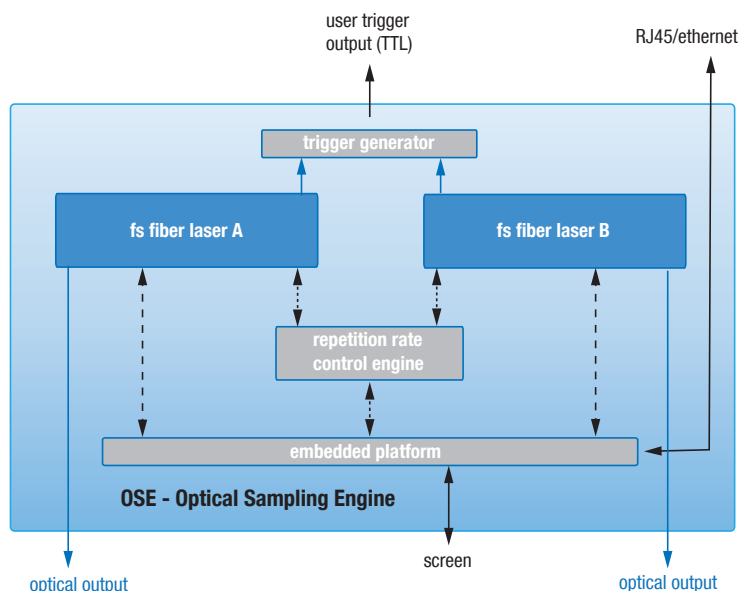 user trigger
output (TTL)
RJ45/ethernet
trigger generator
fs fiber laser A
fs fiber laser B
repetition rate
control engine
embedded platform
OSE - Optical Sampling Engine
screen
optical output
optical output